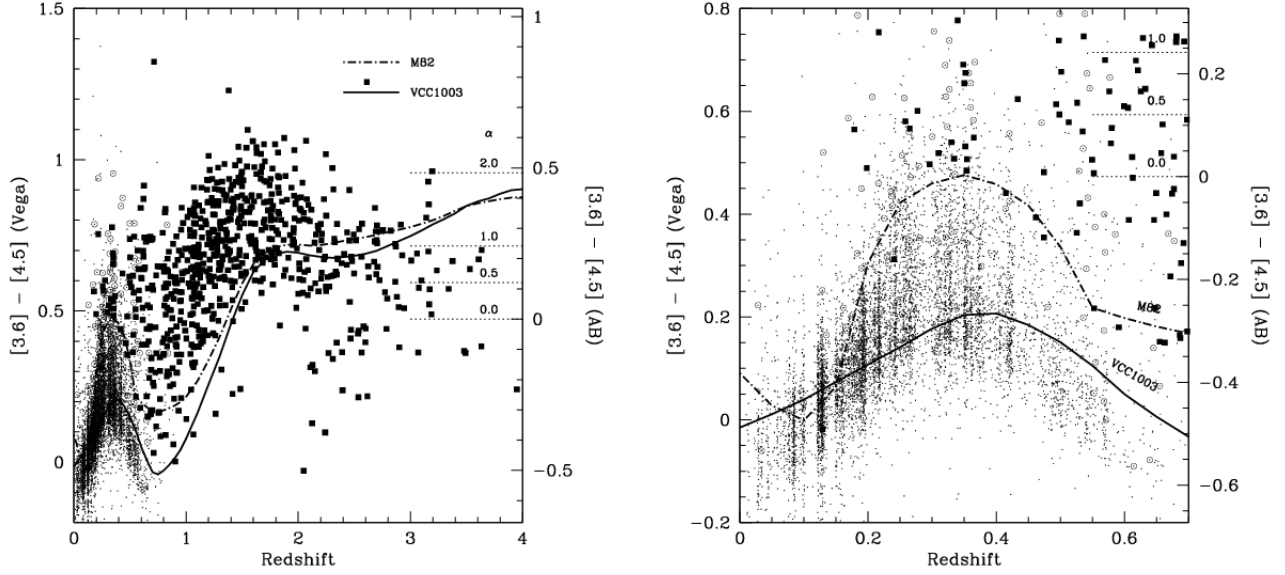 1.5
1
0.5
0
[3.6] − [4.5] (Vega)
0 1 2 3 4
Redshift
1
0.5
0
−0.5
[3.6] − [4.5] (AB)
M82
VCC1003
α
2.0
1.0
0.5
0.0
0.8
0.6
0.4
0.2
0
−0.2
[3.6] − [4.5] (Vega)
0 0.2 0.4 0.6
Redshift
0.2
0
−0.2
−0.4
−0.6
[3.6] − [4.5] (AB)
1.0
0.5
0.0
M82
VCC1003